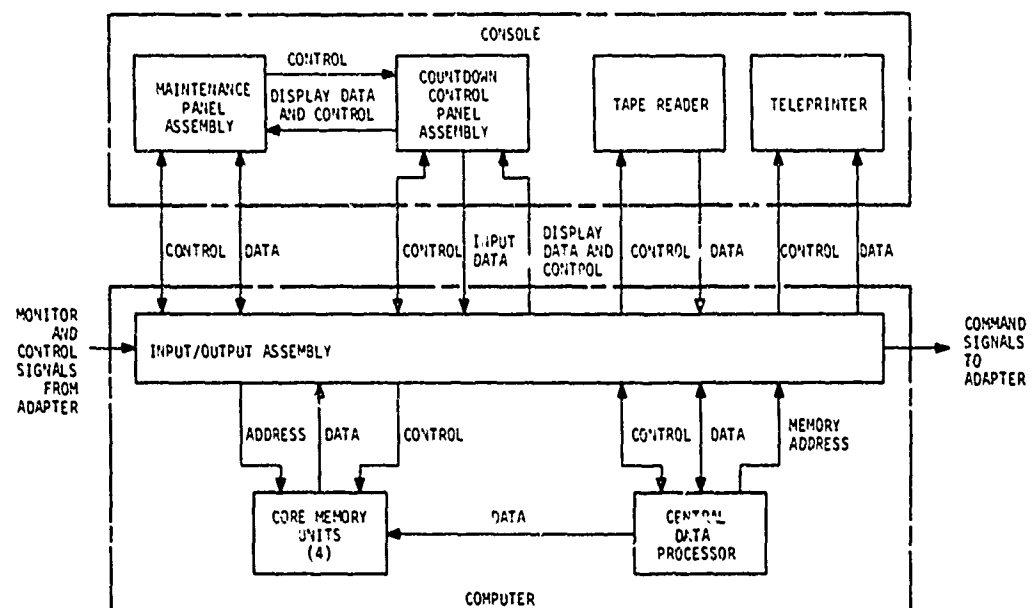 CONSOLE
MAINTENANCE
PANEL
ASSEMBLY
CONTROL
DISPLAY DATA
AND CONTROL
COUNTDOWN
CONTROL
PANEL
ASSEMBLY
TAPE READER
TELEPRINTER
CONTROL
DATA
CONTROL
INPUT
DATA
DISPLAY
DATA AND
CONTROL
CONTROL
DATA
CONTROL
DATA
MONITOR
AND
CONTROL
SIGNALS
FROM
ADAPTER
INPUT/OUTPUT ASSEMBLY
COMMAND
SIGNALS
TO
ADAPTER
ADDRESS
DATA
CONTROL
CONTROL
DATA
MEMORY
ADDRESS
CORE MEMORY
UNITS
(4)
DATA
CENTRAL
DATA
PROCESSOR
COMPUTER